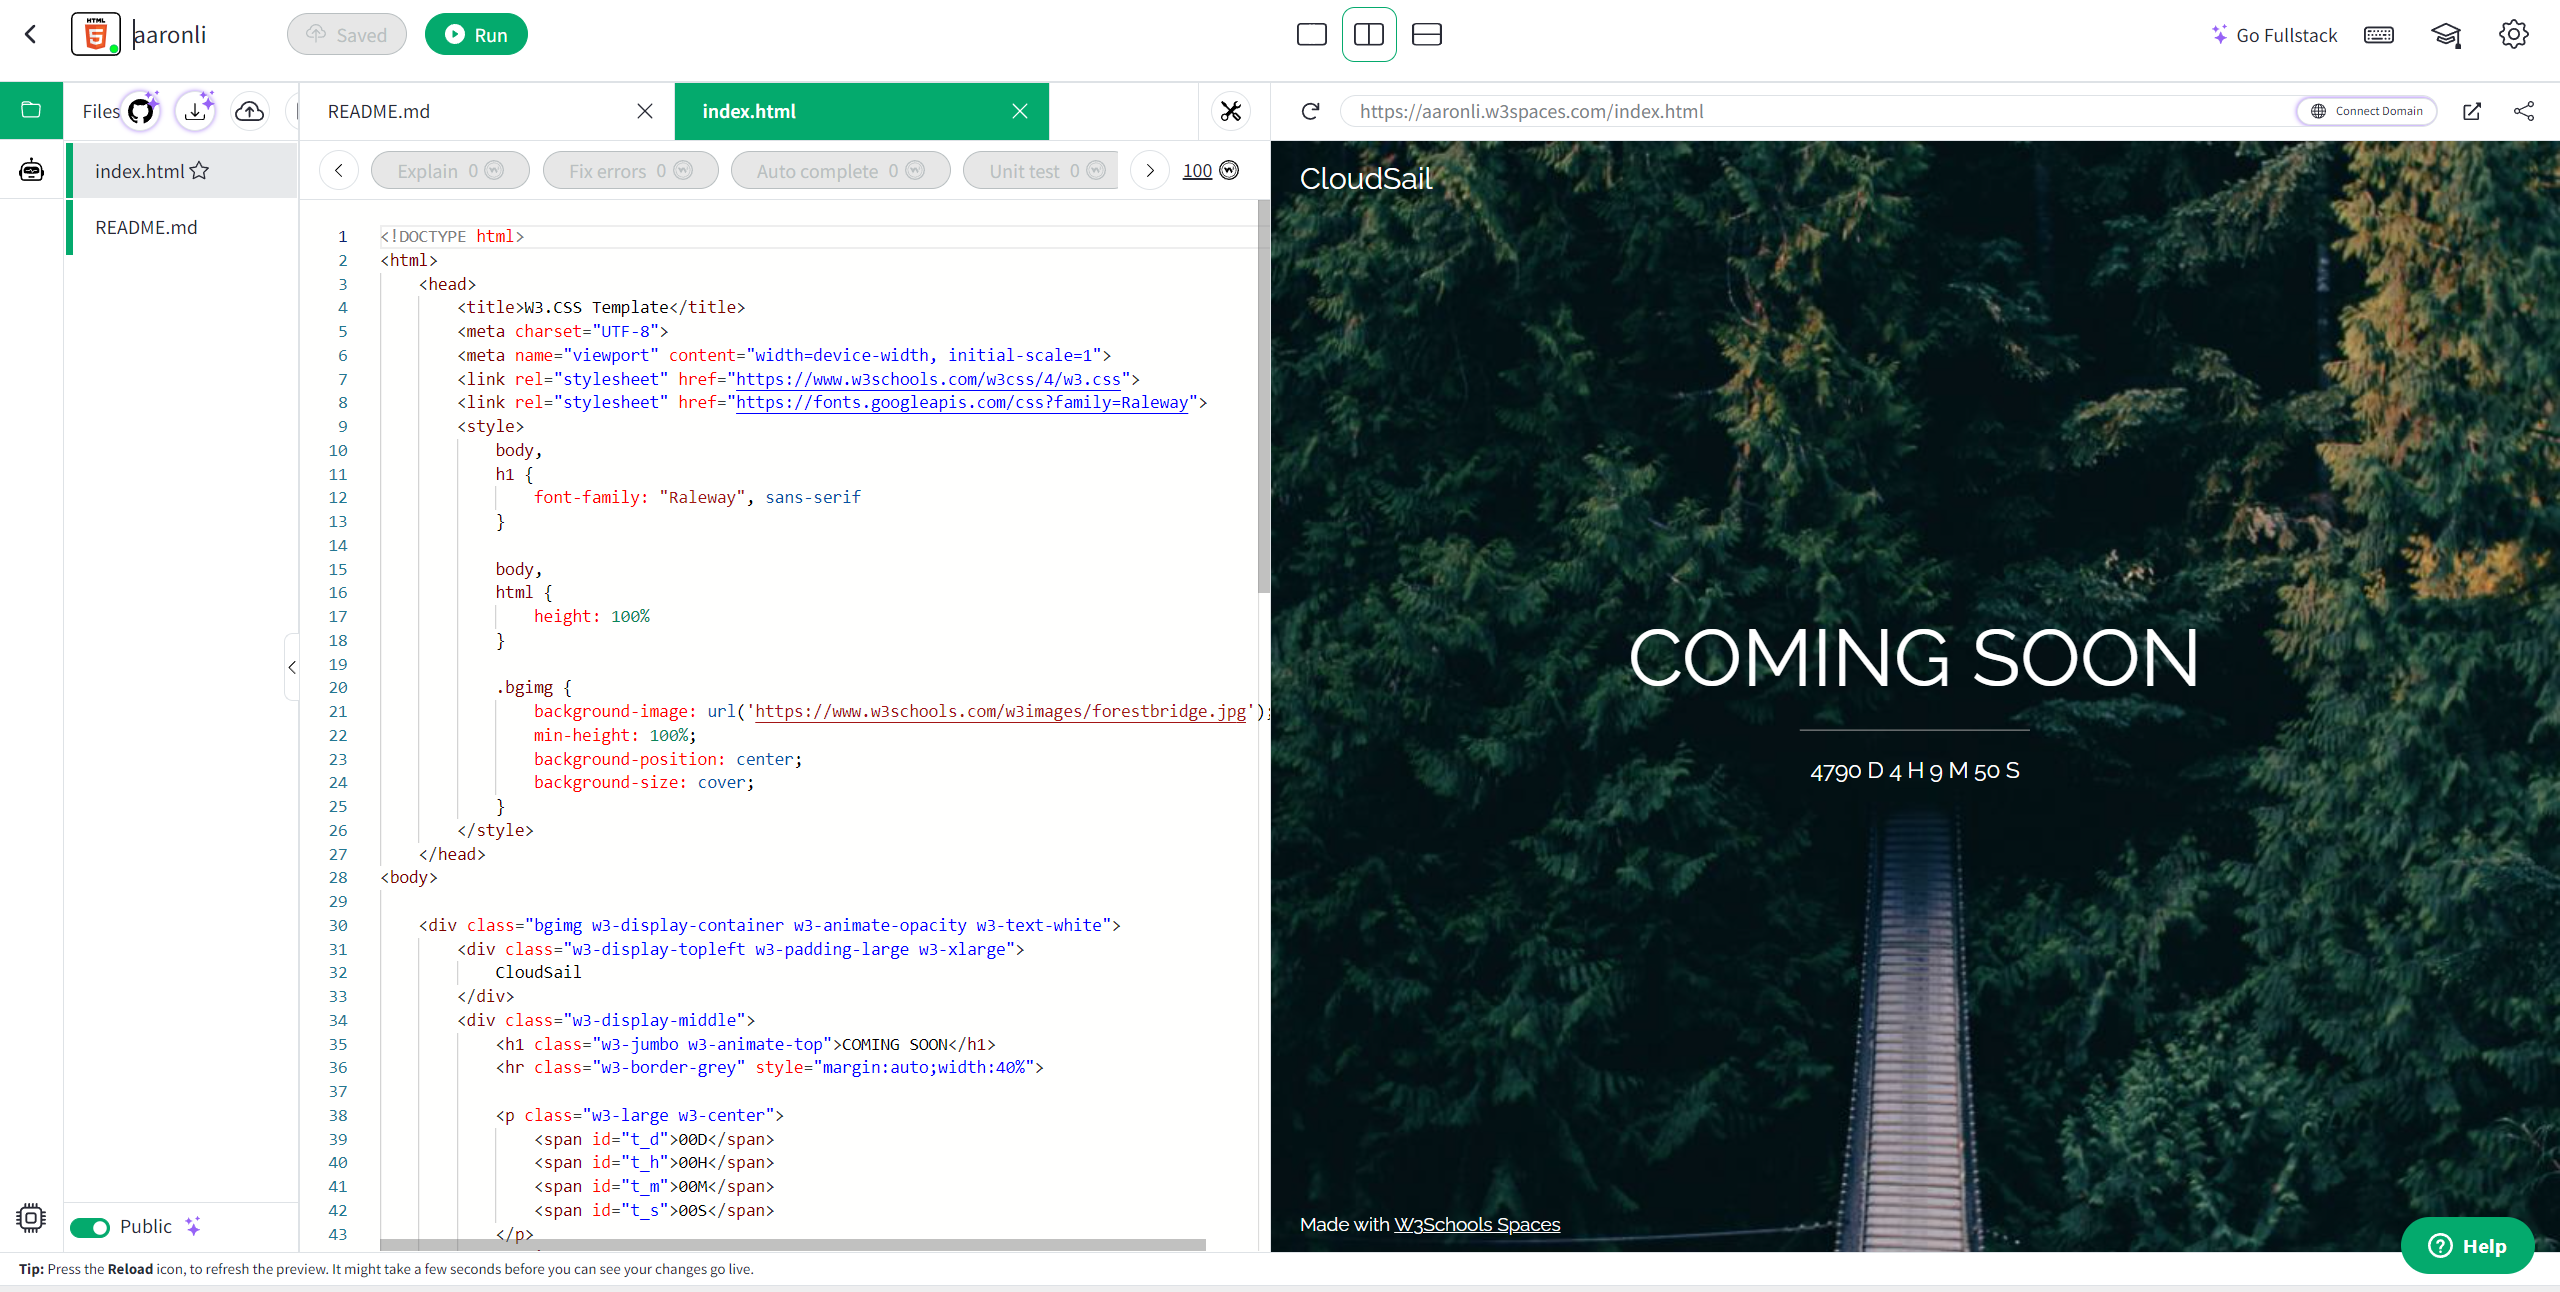 HTML
5
aaronli
Saved
Run
Go Fullstack
Files
README.md
index.html
https://aaronli.w3spaces.com/index.html
Connect Domain
index.html
README.md
Explain 0
Fix errors 0
Auto complete 0
Unit test 0
100
1 <!DOCTYPE html>
2 <html>
3 <head>
4 <title>W3.CSS Template</title>
5 <meta charset="UTF-8">
6 <meta name="viewport" content="width=device-width, initial-scale=1">
7 <link rel="stylesheet" href="https://www.w3schools.com/w3css/4/w3.css">
8 <link rel="stylesheet" href="https://fonts.googleapis.com/css?family=Raleway">
9 <style>
10 body,
11 h1 {
12 font-family: "Raleway", sans-serif
13 }
14
15 body,
16 html {
17 height: 100%
18 }
19
20 .bgimg {
21 background-image: url('https://www.w3schools.com/w3images/forestbridge.jpg');
22 min-height: 100%;
23 background-position: center;
24 background-size: cover;
25 }
26 </style>
27 </head>
28 <body>
29
30 <div class="bgimg w3-display-container w3-animate-opacity w3-text-white">
31 <div class="w3-display-topleft w3-padding-large w3-xlarge">
32 CloudSail
33 </div>
34 <div class="w3-display-middle">
35 <h1 class="w3-jumbo w3-animate-top">COMING SOON</h1>
36 <hr class="w3-border-grey" style="margin:auto;width:40%">
37
38 <p class="w3-large w3-center">
39 <span id="t_d">00D</span>
40 <span id="t_h">00H</span>
41 <span id="t_m">00M</span>
42 <span id="t_s">00S</span>
43 </p>
CloudSail
COMING SOON
4790 D 4 H 9 M 50 S
Made with W3Schools Spaces
Public
Help
Tip: Press the Reload icon, to refresh the preview. It might take a few seconds before you can see your changes go live.